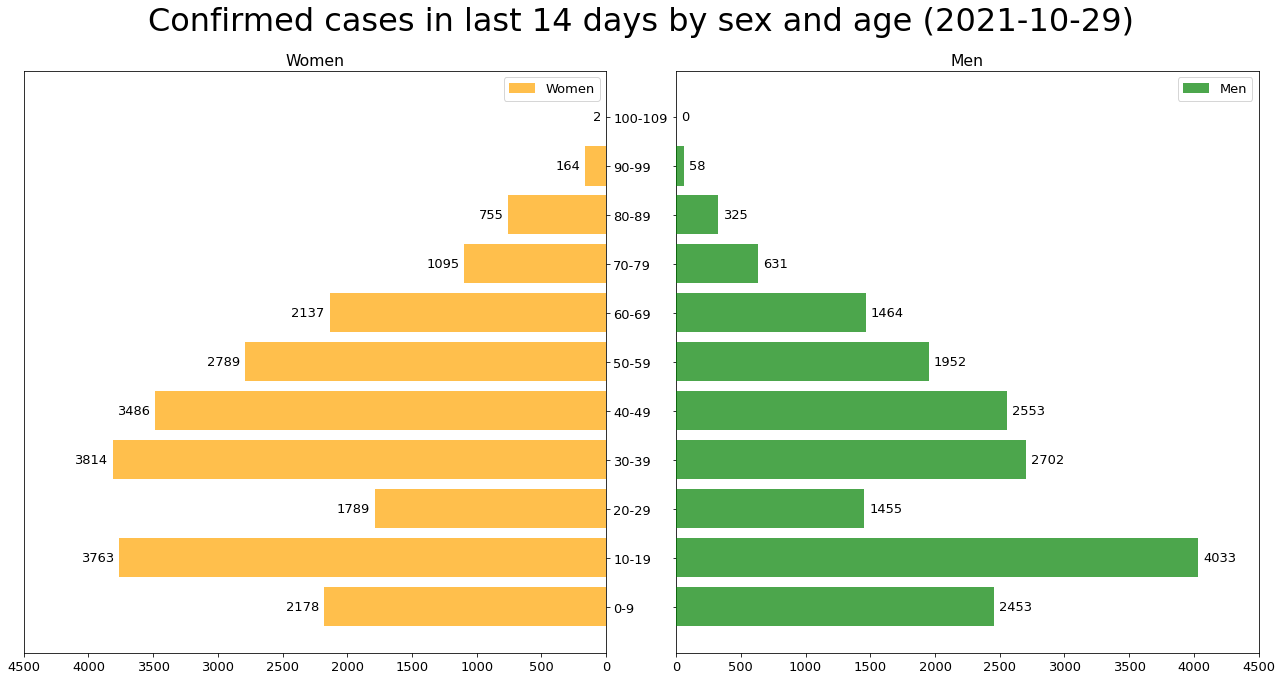 Confirmed cases in last 14 days by sex and age (2021-10-29)
Women
Men
Women
Men
2 100-109 0
164 90-99 58
755 80-89 325
1095 70-79 631
2137 60-69 1464
2789 50-59 1952
3486 40-49 2553
3814 30-39 2702
1789 20-29 1455
3763 10-19 4033
2178 0-9 2453
4500 4000 3500 3000 2500 2000 1500 1000 500 0
0 500 1000 1500 2000 2500 3000 3500 4000 4500